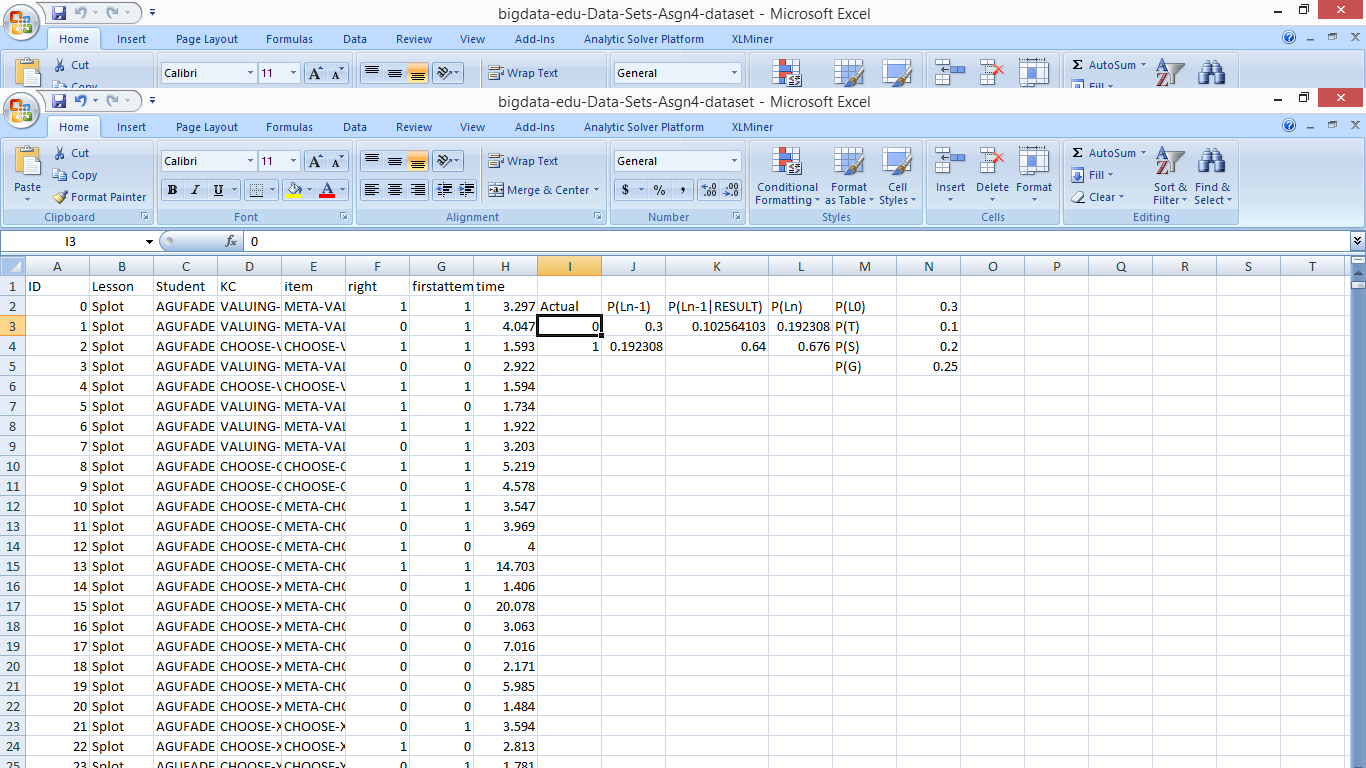 bigdata-edu-Data-Sets-Asgn4-dataset - Microsoft Excel
Home Insert Page Layout Formulas Data Review View Add-Ins Analytic Solver Platform XLMiner
Cut Calibri 11 A A Wrap Text General Σ AutoSum
Copy Fill
bigdata-edu-Data-Sets-Asgn4-dataset - Microsoft Excel
Home Insert Page Layout Formulas Data Review View Add-Ins Analytic Solver Platform XLMiner
Cut Calibri 11 A A Wrap Text General Σ AutoSum
Paste Copy Conditional Formatting Format as Table Cell Styles Insert Delete Format Fill Sort & Filter Find & Select
Format Painter B I U A Merge & Center $ % , .00 .0 Clear
Clipboard Font Alignment Number Styles Cells Editing
I3 fx 0
A B C D E F G H I J K L M N O P Q R S T
1 ID Lesson Student KC item right firstattem time
2 0 Splot AGUFADE VALUING- META-VAL 1 1 3.297 Actual P(Ln-1) P(Ln-1|RESULT) P(Ln) P(L0) 0.3
3 1 Splot AGUFADE VALUING- META-VAL 0 1 4.047 0 0.3 0.102564103 0.192308 P(T) 0.1
4 2 Splot AGUFADE CHOOSE-V CHOOSE-V 1 1 1.593 1 0.192308 0.64 0.676 P(S) 0.2
5 3 Splot AGUFADE VALUING- META-VAL 0 0 2.922 P(G) 0.25
6 4 Splot AGUFADE CHOOSE-V CHOOSE-V 1 1 1.594
7 5 Splot AGUFADE VALUING- META-VAL 1 0 1.734
8 6 Splot AGUFADE VALUING- META-VAL 1 1 1.922
9 7 Splot AGUFADE VALUING- META-VAL 0 1 3.203
10 8 Splot AGUFADE CHOOSE-C CHOOSE-C 1 1 5.219
11 9 Splot AGUFADE CHOOSE-C CHOOSE-C 0 1 4.578
12 10 Splot AGUFADE CHOOSE-C META-CHO 1 1 3.547
13 11 Splot AGUFADE CHOOSE-C META-CHO 0 1 3.969
14 12 Splot AGUFADE CHOOSE-C META-CHO 1 0 4
15 13 Splot AGUFADE CHOOSE-C META-CHO 1 1 14.703
16 14 Splot AGUFADE CHOOSE-X META-CHO 0 1 1.406
17 15 Splot AGUFADE CHOOSE-X META-CHO 0 0 20.078
18 16 Splot AGUFADE CHOOSE-X META-CHO 0 0 3.063
19 17 Splot AGUFADE CHOOSE-X META-CHO 0 0 7.016
20 18 Splot AGUFADE CHOOSE-X META-CHO 0 0 2.171
21 19 Splot AGUFADE CHOOSE-X META-CHO 0 0 5.985
22 20 Splot AGUFADE CHOOSE-X META-CHO 0 0 1.484
23 21 Splot AGUFADE CHOOSE-X CHOOSE-X 0 1 3.594
24 22 Splot AGUFADE CHOOSE-X CHOOSE-X 1 0 2.813
25 23 Splot AGUFADE CHOOSE-X CHOOSE-X 0 1 1.781